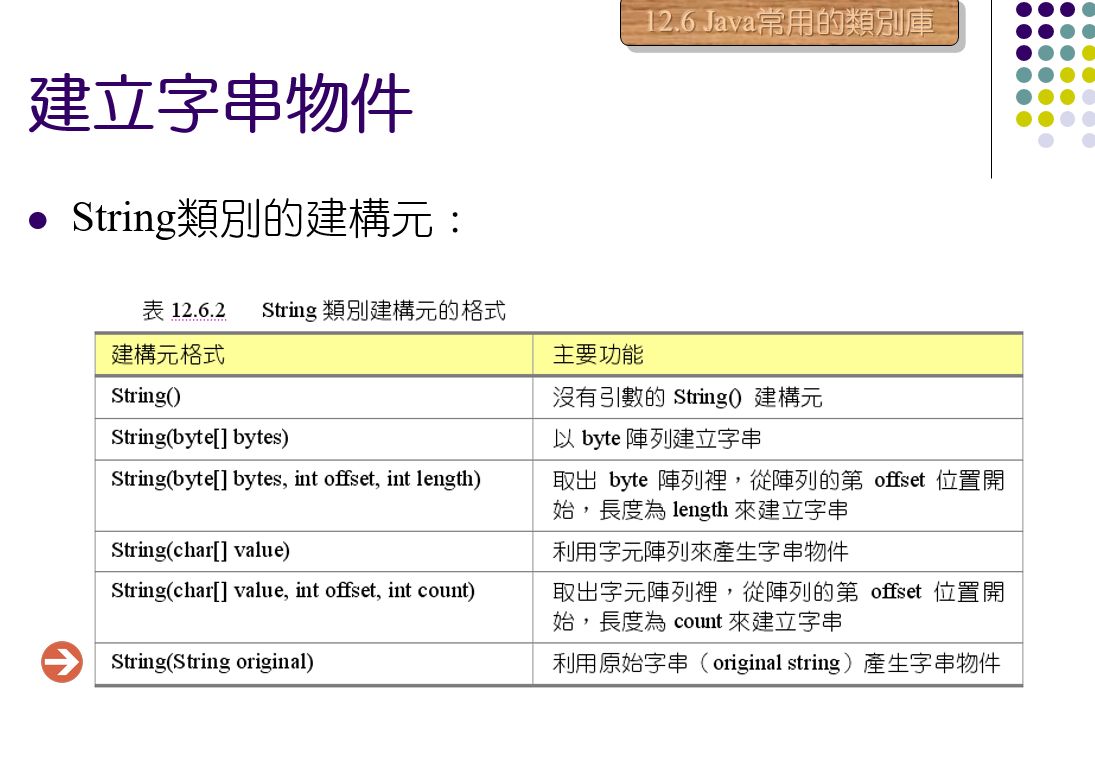 12.6 Java常用的類別庫
建立字串物件
String類別的建構元：
表 12.6.2 String 類別建構元的格式
建構元格式 主要功能
String() 沒有引數的 String() 建構元
String(byte[] bytes) 以 byte 陣列建立字串
String(byte[] bytes, int offset, int length) 取出 byte 陣列裡，從陣列的第 offset 位置開
始，長度為 length 來建立字串
String(char[] value) 利用字元陣列來產生字串物件
String(char[] value, int offset, int count) 取出字元陣列裡，從陣列的第 offset 位置開
始，長度為 count 來建立字串
String(String original) 利用原始字串（original string）產生字串物件